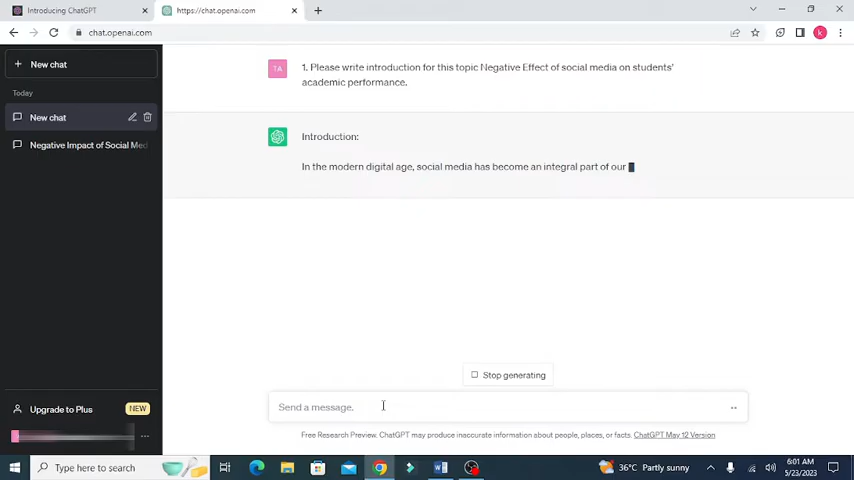 Introducing ChatGPT
https://chat.openai.com
chat.openai.com
k
New chat
Today
New chat
Negative Impact of Social Med
TA
1. Please write introduction for this topic Negative Effect of social media on students'
academic performance.
Introduction:
In the modern digital age, social media has become an integral part of our
Stop generating
Send a message.
Free Research Preview. ChatGPT may produce inaccurate information about people, places, or facts. ChatGPT May 12 Version
Upgrade to Plus
NEW
Type here to search
36°C Partly sunny
6:01 AM
5/23/2023